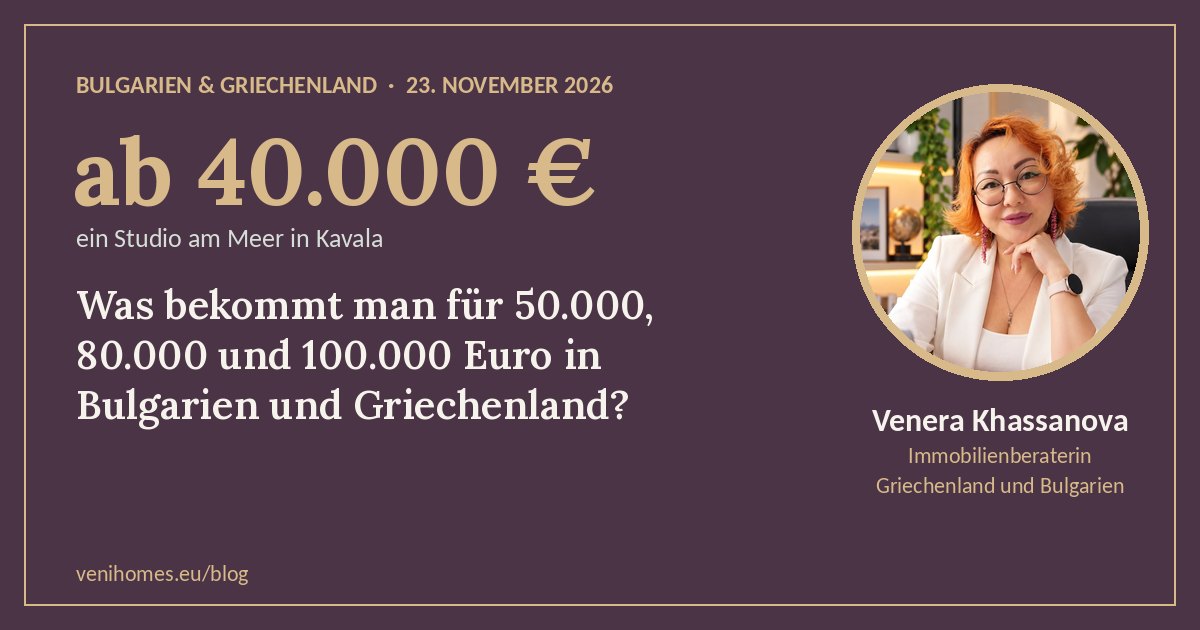 BULGARIEN & GRIECHENLAND · 23. NOVEMBER 2026
ab 40.000 €
ein Studio am Meer in Kavala
Was bekommt man für 50.000,
80.000 und 100.000 Euro in
Bulgarien und Griechenland?
Venera Khassanova
Immobilienberaterin
Griechenland und Bulgarien
venihomes.eu/blog